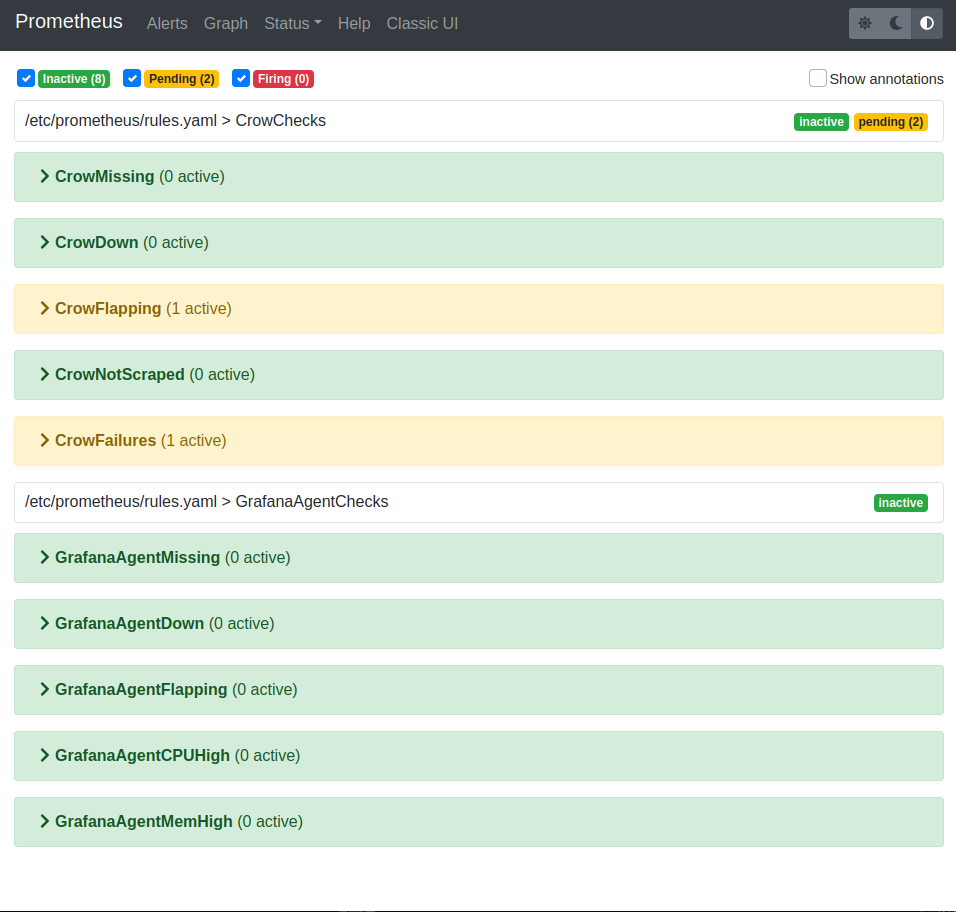 Prometheus Alerts Graph Status Help Classic UI
Inactive (8) Pending (2) Firing (0) Show annotations
/etc/prometheus/rules.yaml > CrowChecks inactive pending (2)
CrowMissing (0 active)
CrowDown (0 active)
CrowFlapping (1 active)
CrowNotScraped (0 active)
CrowFailures (1 active)
/etc/prometheus/rules.yaml > GrafanaAgentChecks inactive
GrafanaAgentMissing (0 active)
GrafanaAgentDown (0 active)
GrafanaAgentFlapping (0 active)
GrafanaAgentCPUHigh (0 active)
GrafanaAgentMemHigh (0 active)